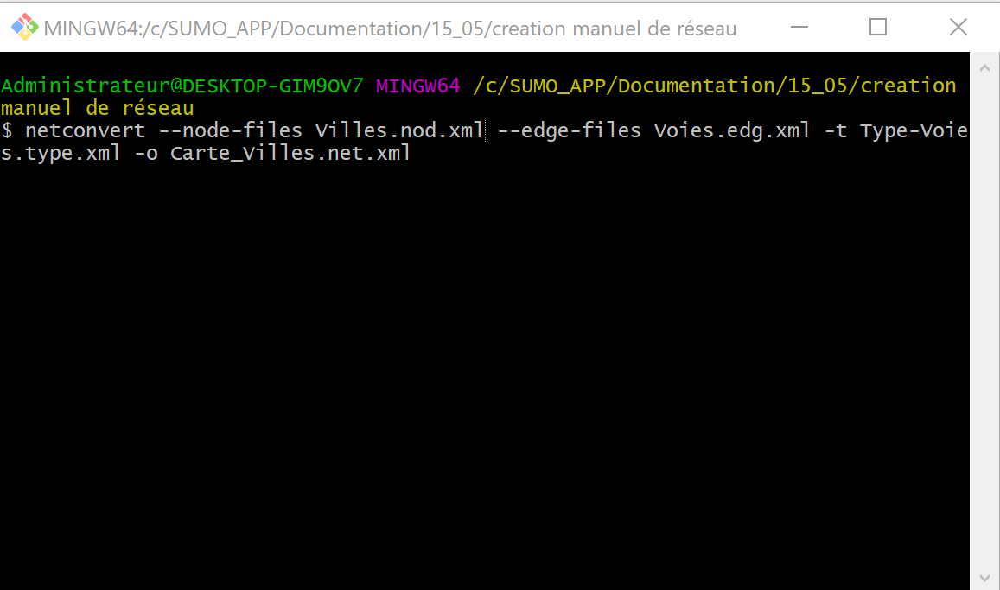 MINGW64:/c/SUMO_APP/Documentation/15_05/creation manuel de réseau
Administrateur@DESKTOP-GIM9OV7 MINGW64 /c/SUMO_APP/Documentation/15_05/creation
manuel de réseau
$ netconvert --node-files Villes.nod.xml --edge-files Voies.edg.xml -t Type-Voie
s.type.xml -o Carte_Villes.net.xml